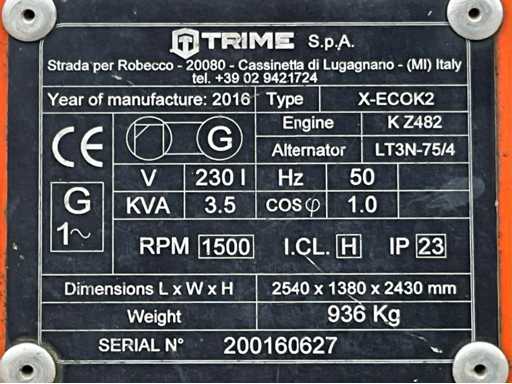 TRIME S.p.A.
Strada per Robecco - 20080 - Cassinetta di Lugagnano - (MI) Italy
tel. +39 02 9421724
Year of manufacture: 2016 Type X-ECOK2
CE G Engine K Z482
Alternator LT3N-75/4
G 1~ V 230 I Hz 50
KVA 3.5 COS φ 1.0
RPM 1500 I.CL. H IP 23
Dimensions L x W x H 2540 x 1380 x 2430 mm
Weight 936 Kg
SERIAL N° 200160627